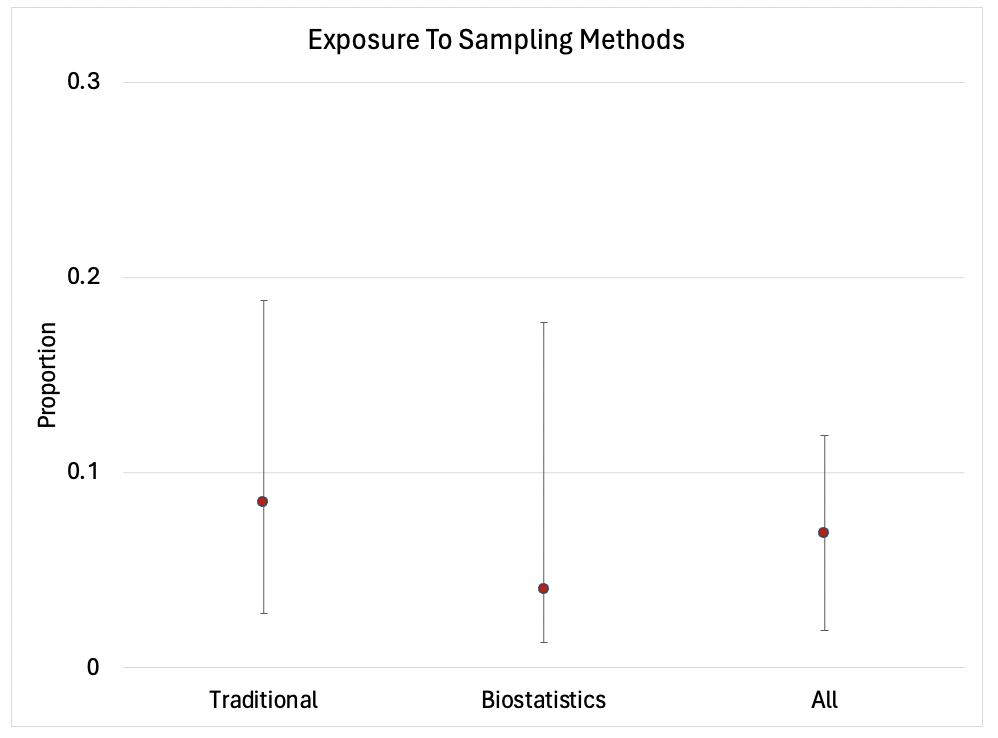 Exposure To Sampling Methods
0.3
0.2
0.1
0
Proportion
Traditional
Biostatistics
All